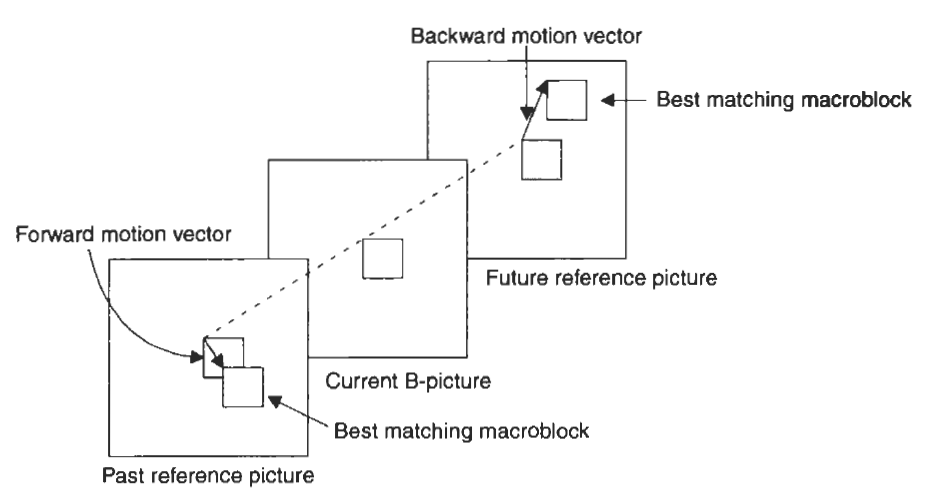 Backward motion vector
Best matching macroblock
Forward motion vector
Future reference picture
Current B-picture
Best matching macroblock
Past reference picture